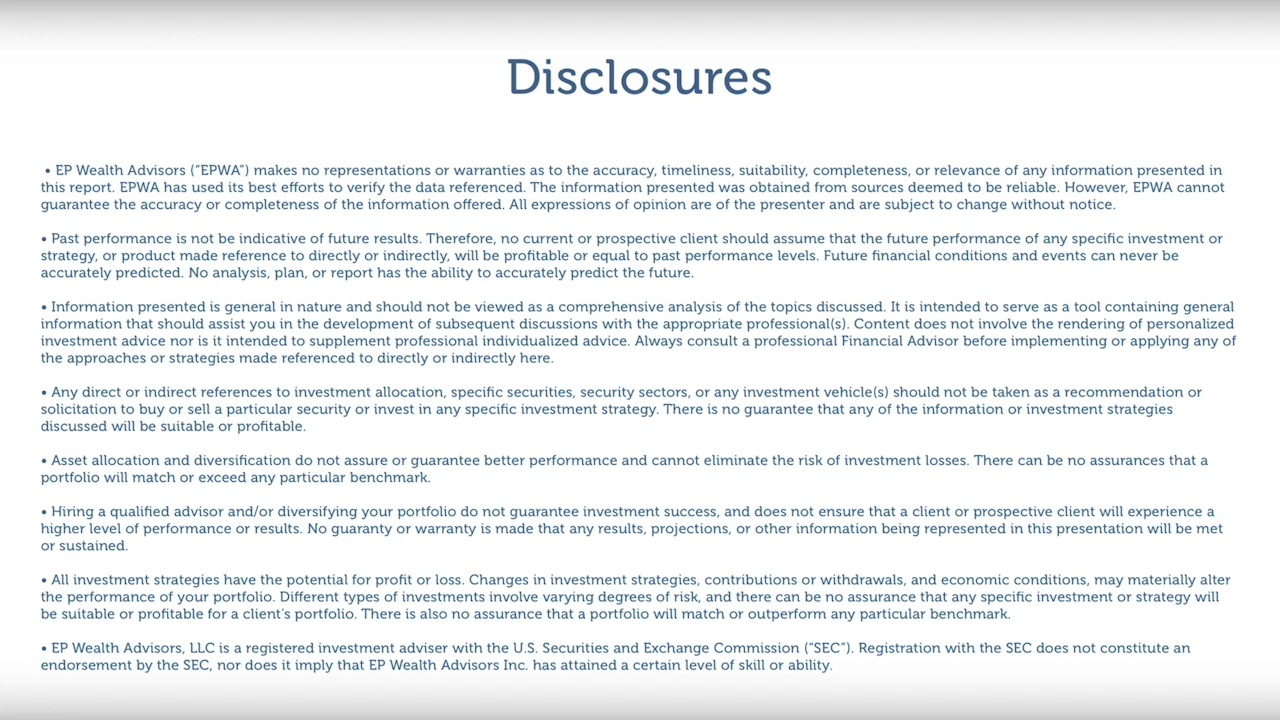 Disclosures
• EP Wealth Advisors (“EPWA”) makes no representations or warranties as to the accuracy, timeliness, suitability, completeness, or relevance of any information presented in
this report. EPWA has used its best efforts to verify the data referenced. The information presented was obtained from sources deemed to be reliable. However, EPWA cannot
guarantee the accuracy or completeness of the information offered. All expressions of opinion are of the presenter and are subject to change without notice.
• Past performance is not be indicative of future results. Therefore, no current or prospective client should assume that the future performance of any specific investment or
strategy, or product made reference to directly or indirectly, will be profitable or equal to past performance levels. Future financial conditions and events can never be
accurately predicted. No analysis, plan, or report has the ability to accurately predict the future.
• Information presented is general in nature and should not be viewed as a comprehensive analysis of the topics discussed. It is intended to serve as a tool containing general
information that should assist you in the development of subsequent discussions with the appropriate professional(s). Content does not involve the rendering of personalized
investment advice nor is it intended to supplement professional individualized advice. Always consult a professional Financial Advisor before implementing or applying any of
the approaches or strategies made referenced to directly or indirectly here.
• Any direct or indirect references to investment allocation, specific securities, security sectors, or any investment vehicle(s) should not be taken as a recommendation or
solicitation to buy or sell a particular security or invest in any specific investment strategy. There is no guarantee that any of the information or investment strategies
discussed will be suitable or profitable.
• Asset allocation and diversification do not assure or guarantee better performance and cannot eliminate the risk of investment losses. There can be no assurances that a
portfolio will match or exceed any particular benchmark.
• Hiring a qualified advisor and/or diversifying your portfolio do not guarantee investment success, and does not ensure that a client or prospective client will experience a
higher level of performance or results. No guaranty or warranty is made that any results, projections, or other information being represented in this presentation will be met
or sustained.
• All investment strategies have the potential for profit or loss. Changes in investment strategies, contributions or withdrawals, and economic conditions, may materially alter
the performance of your portfolio. Different types of investments involve varying degrees of risk, and there can be no assurance that any specific investment or strategy will
be suitable or profitable for a client's portfolio. There is also no assurance that a portfolio will match or outperform any particular benchmark.
• EP Wealth Advisors, LLC is a registered investment adviser with the U.S. Securities and Exchange Commission (“SEC”). Registration with the SEC does not constitute an
endorsement by the SEC, nor does it imply that EP Wealth Advisors Inc. has attained a certain level of skill or ability.